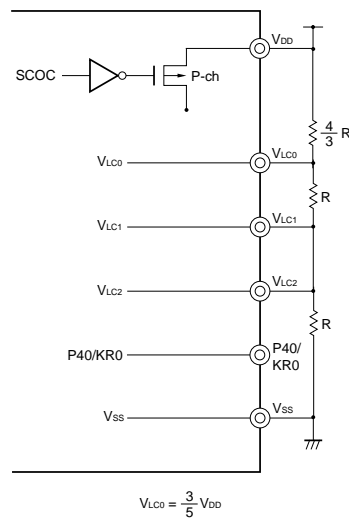 VDD
SCOC
P-ch
4/3 R
VLC0
VLC0
R
VLC1
VLC1
VLC2
VLC2
R
P40/KR0
P40/
KR0
VSS
VSS
VLC0 = 3/5 VDD